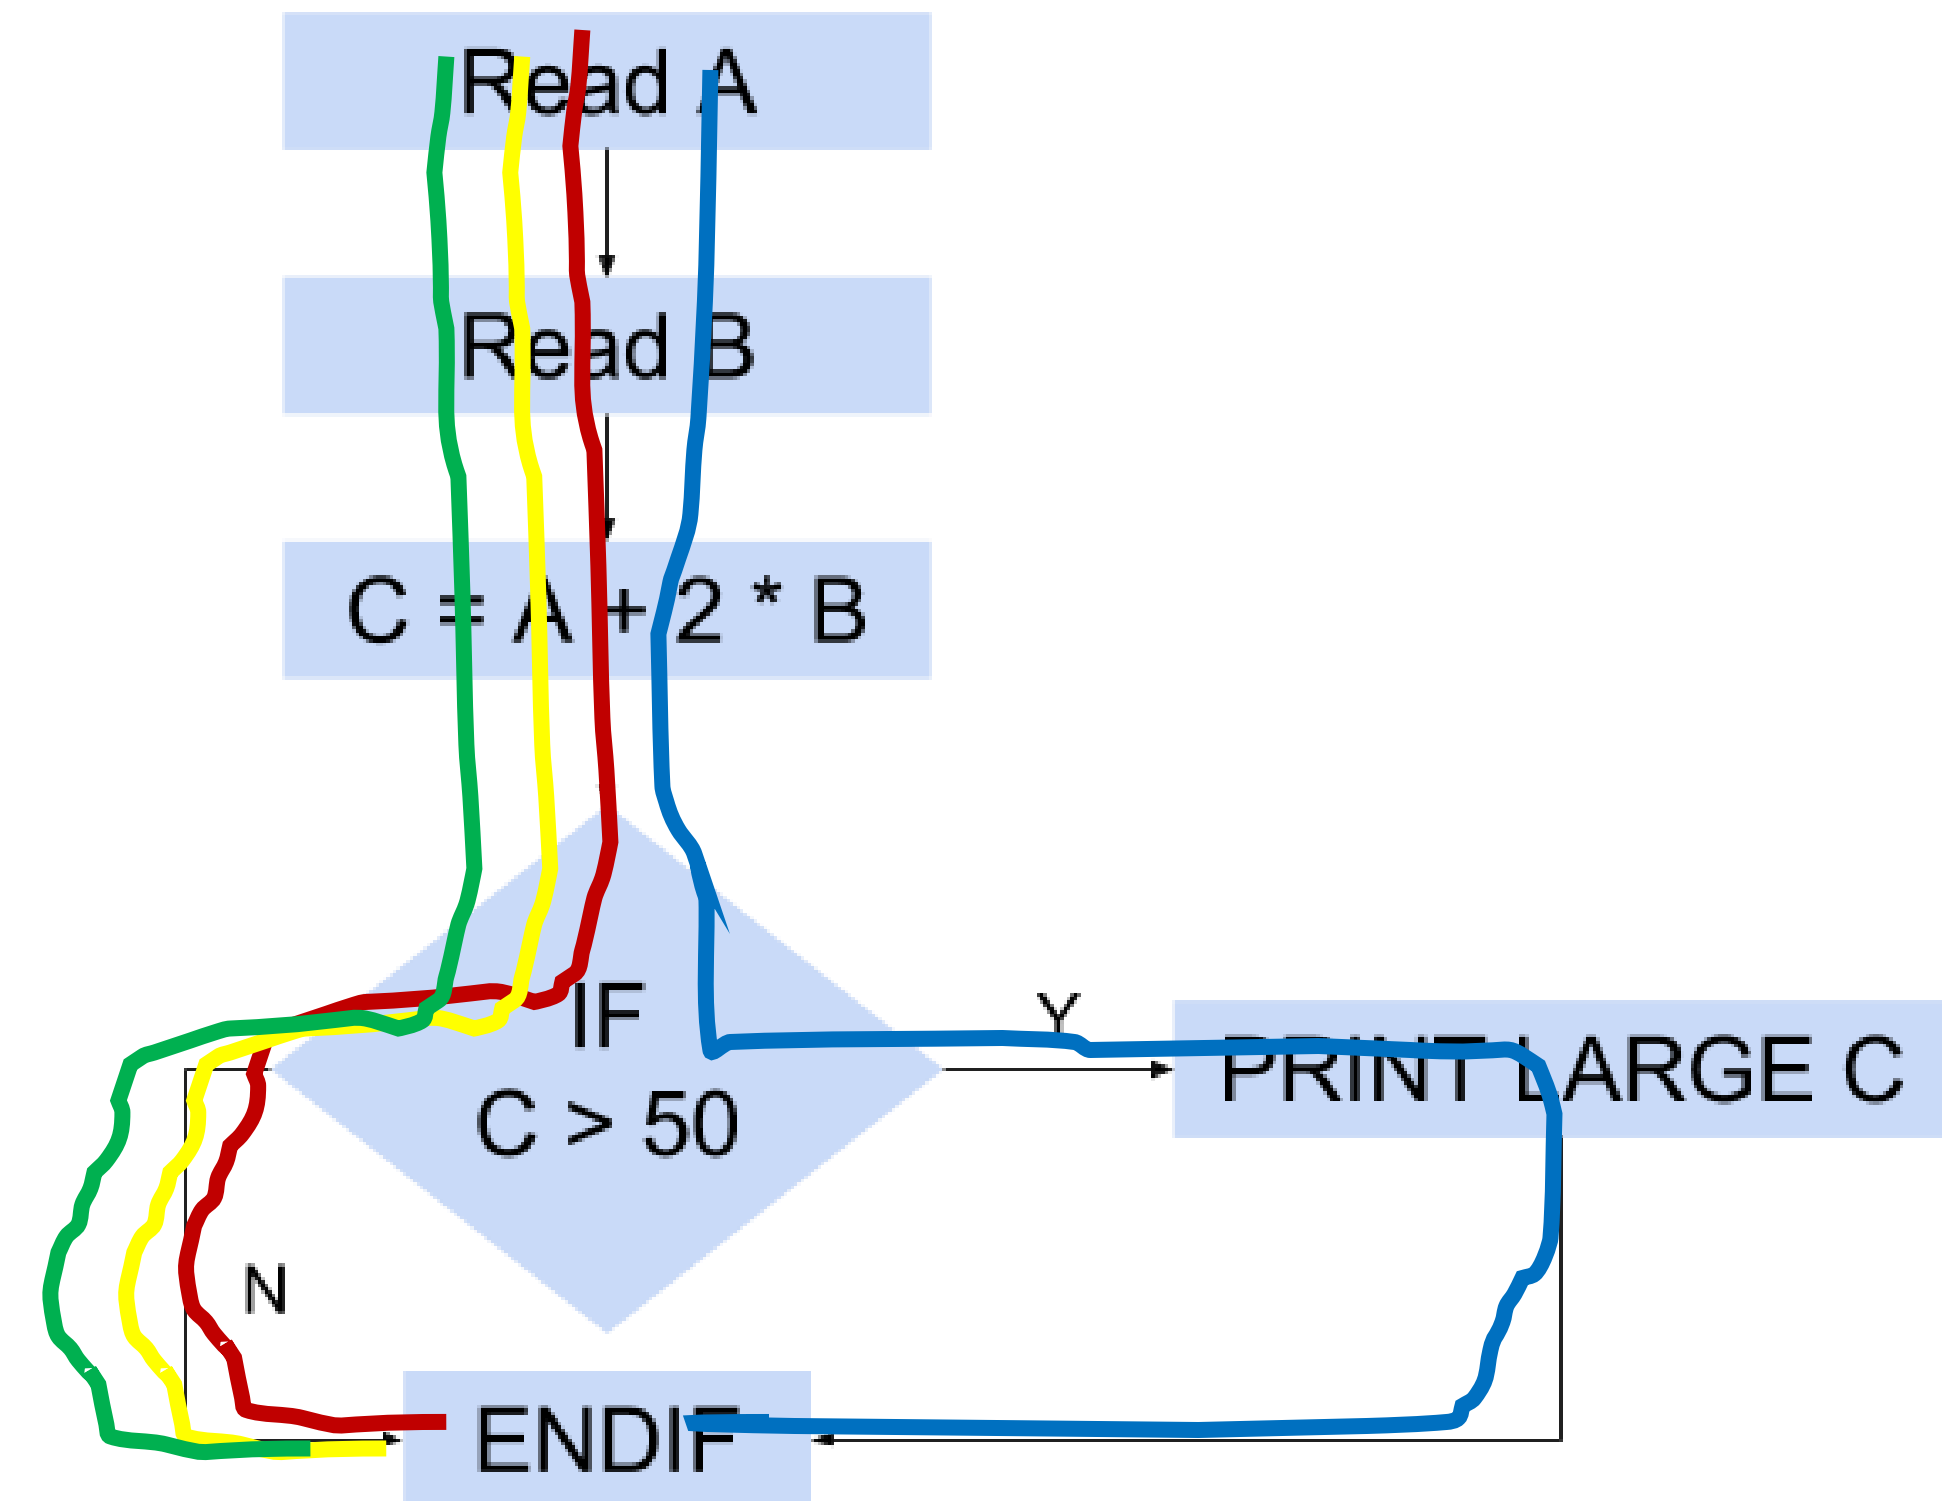 Read A
Read B
C = A + 2 * B
IF
C > 50
Y
PRINT LARGE C
N
ENDIF